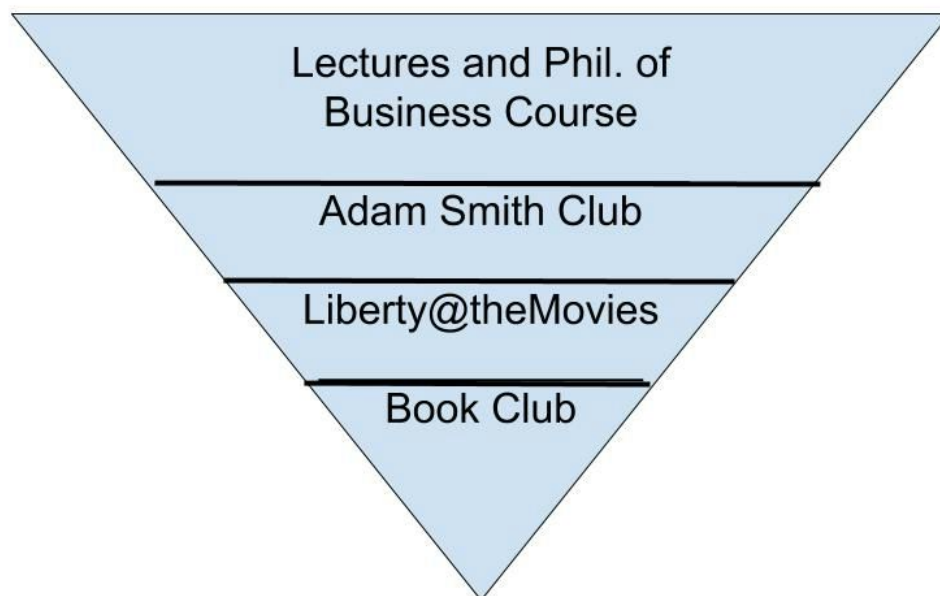 Lectures and Phil. of
Business Course
Adam Smith Club
Liberty@theMovies
Book Club